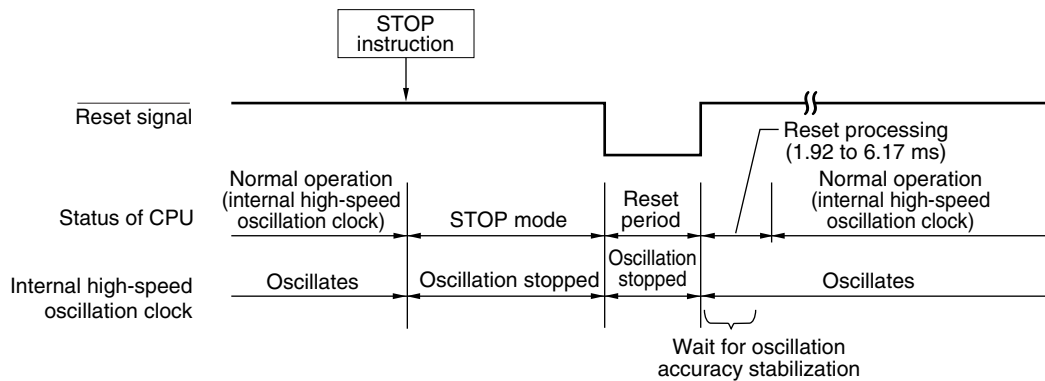 STOP
instruction
Reset signal
Reset processing
(1.92 to 6.17 ms)
Status of CPU
Normal operation
(internal high-speed
oscillation clock)
STOP mode
Reset
period
Normal operation
(internal high-speed
oscillation clock)
Internal high-speed
oscillation clock
Oscillates
Oscillation stopped
Oscillation
stopped
Oscillates
Wait for oscillation
accuracy stabilization